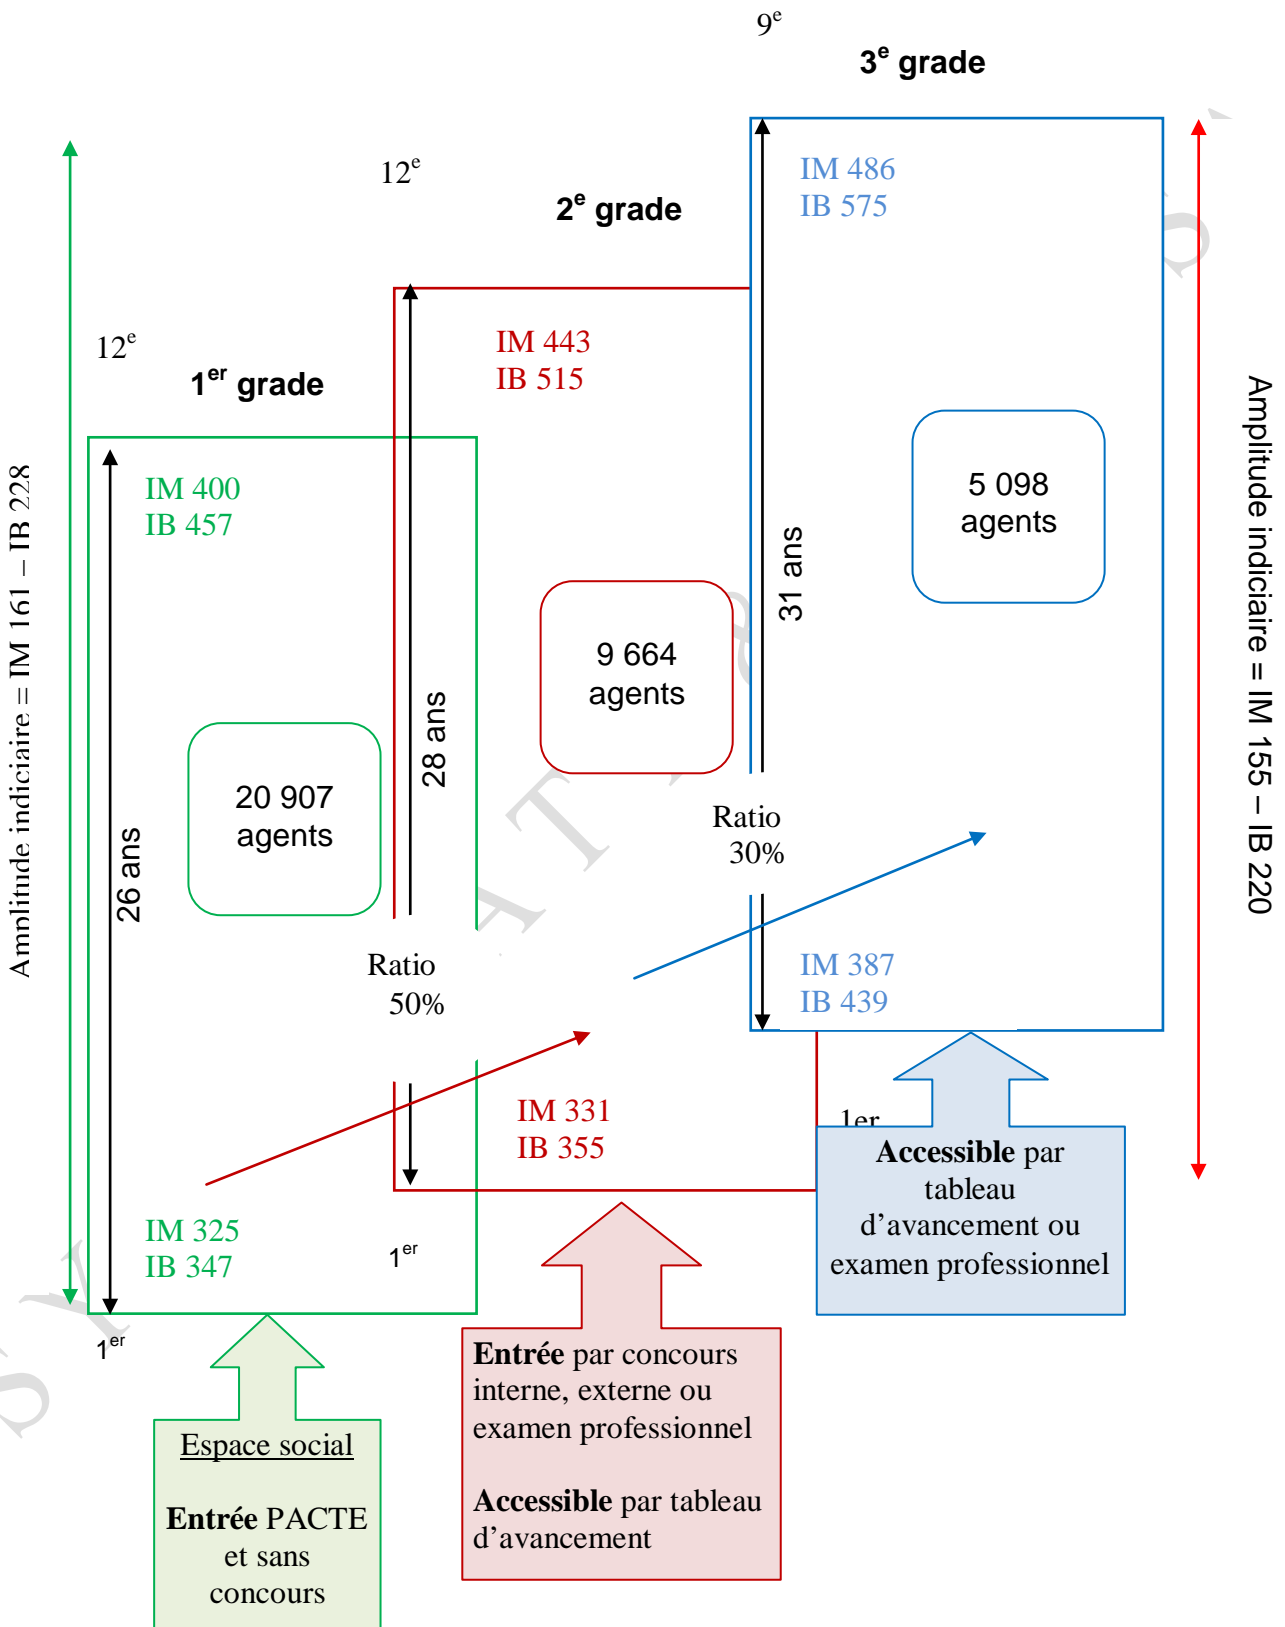 9e
3e grade
12e
IM 486
IB 575
2e grade
12e
IM 443
IB 515
1er grade
IM 400
IB 457
5 098
agents
9 664
agents
20 907
agents
31 ans
28 ans
26 ans
Amplitude indiciaire = IM 161 – IB 228
Amplitude indiciaire = IM 155 – IB 220
Ratio
30%
Ratio
50%
IM 387
IB 439
IM 331
IB 355
1er
IM 325
IB 347
1er
1er
Accessible par
tableau
d’avancement ou
examen professionnel
Entrée par concours
interne, externe ou
examen professionnel
Accessible par tableau
d’avancement
Espace social
Entrée PACTE
et sans
concours